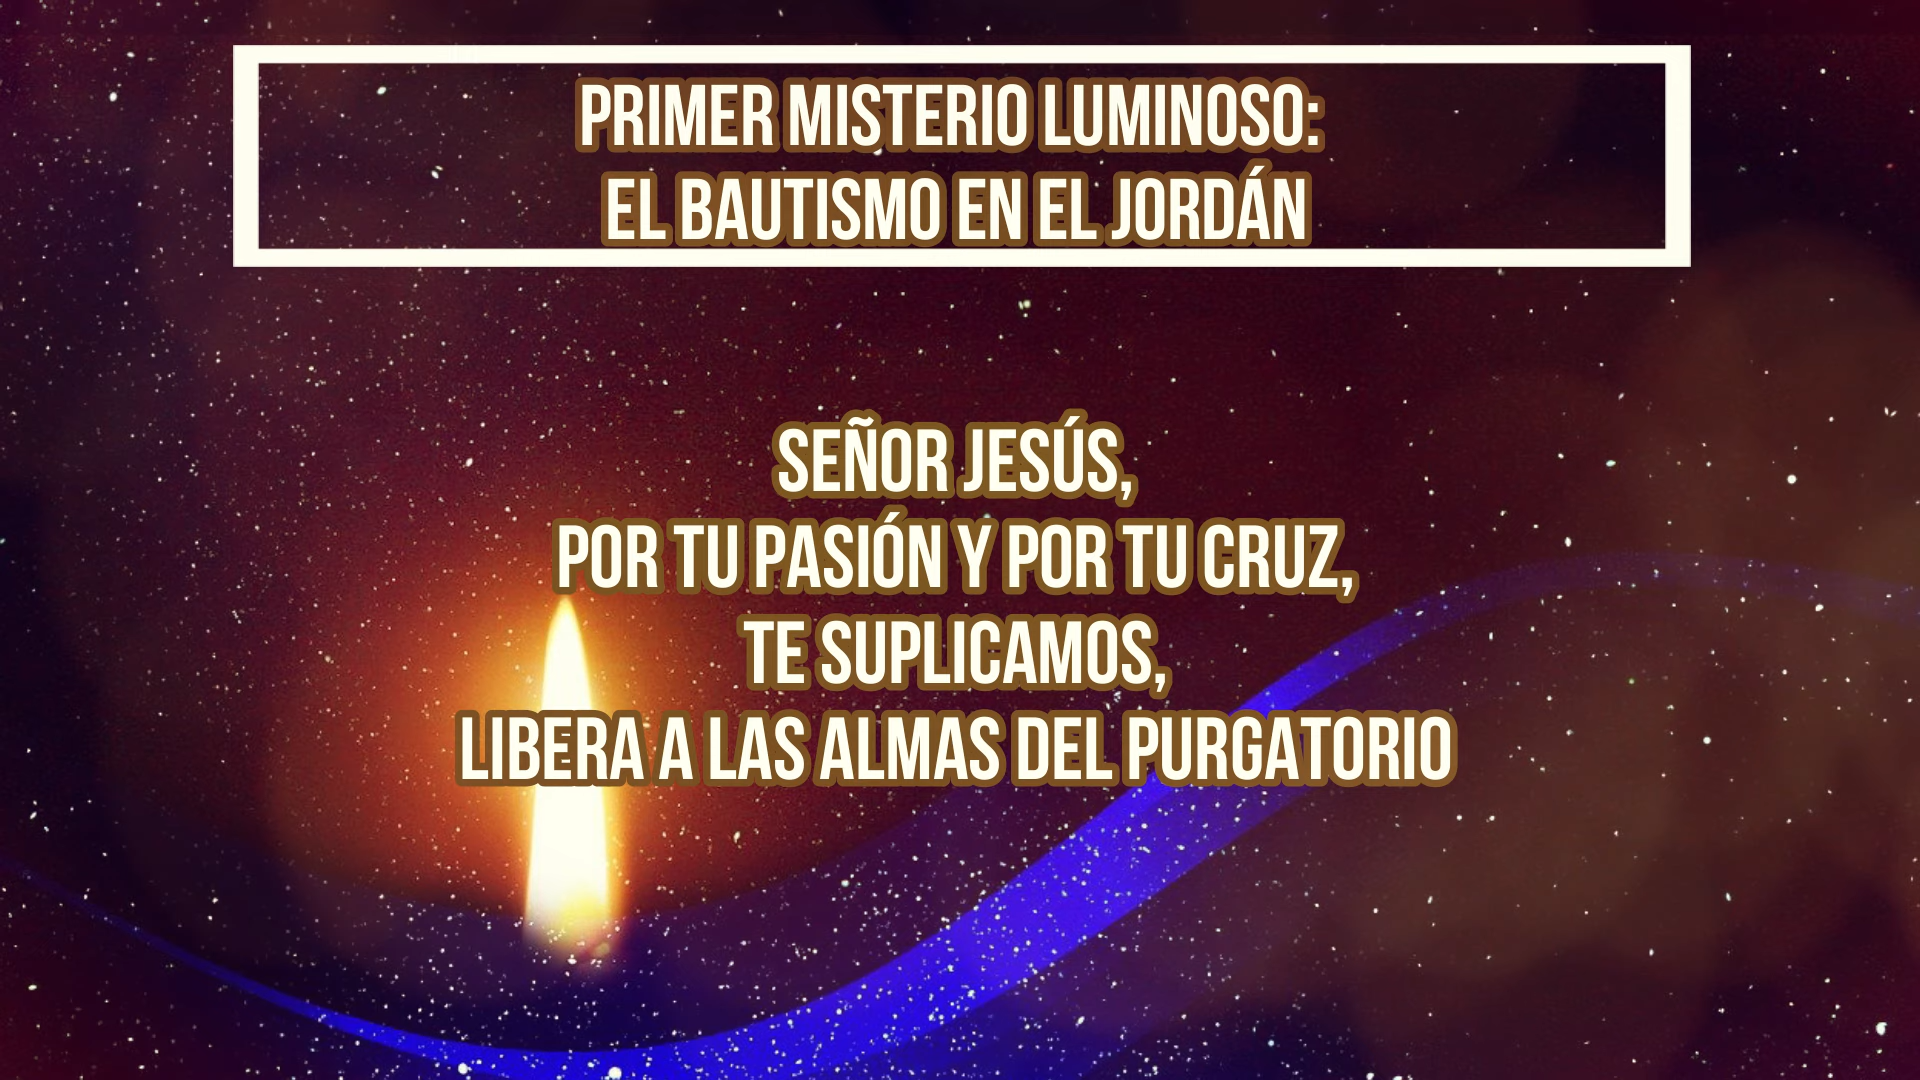 PRIMER MISTERIO LUMINOSO:
EL BAUTISMO EN EL JORDÁN
SEÑOR JESÚS,
POR TU PASIÓN Y POR TU CRUZ,
TE SUPLICAMOS,
LIBERA A LAS ALMAS DEL PURGATORIO